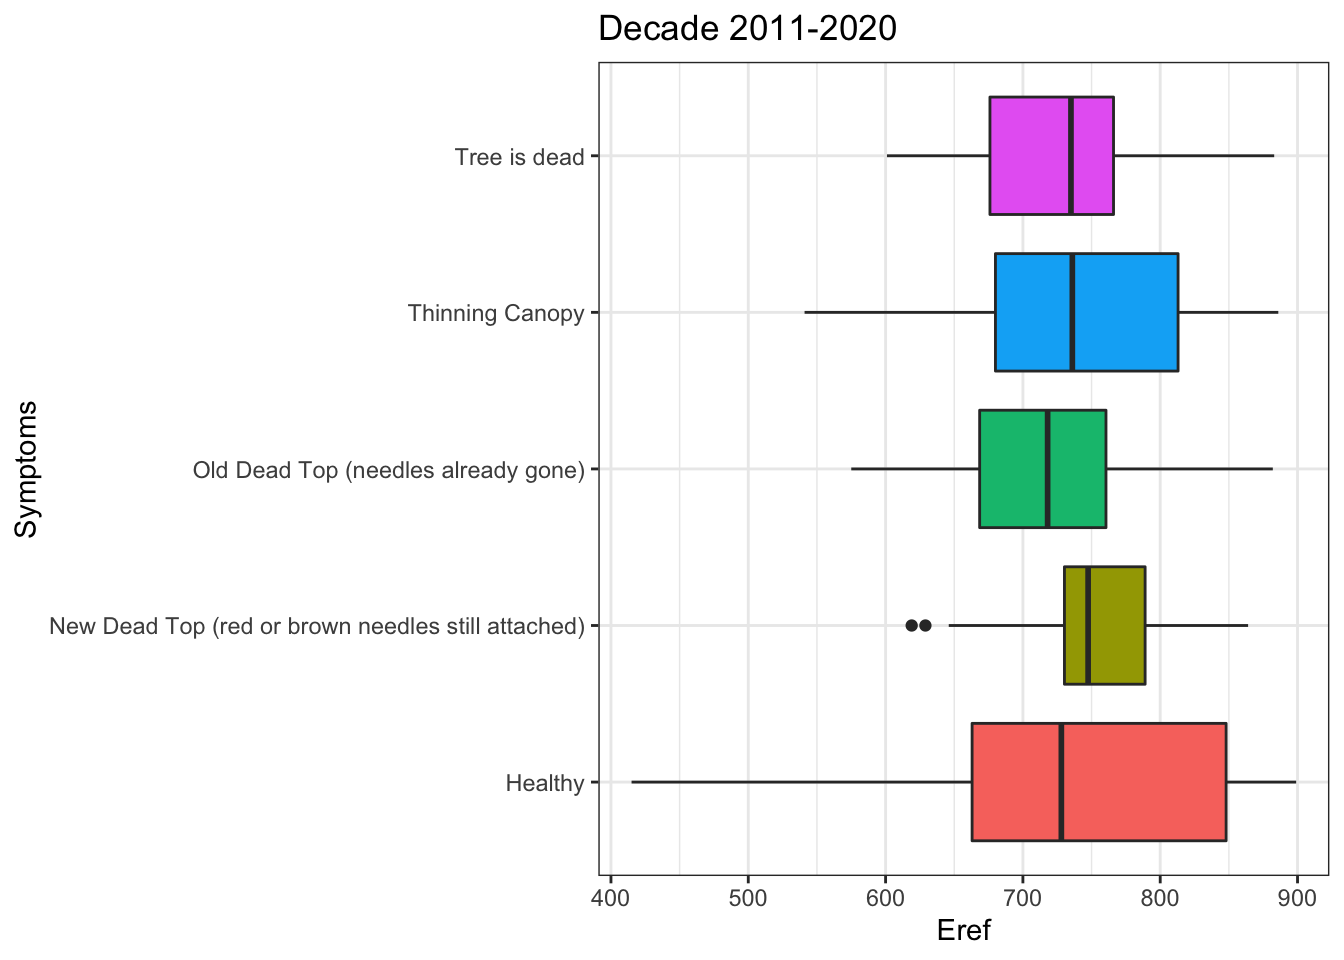 Decade 2011-2020
Tree is dead
Thinning Canopy
Old Dead Top (needles already gone)
New Dead Top (red or brown needles still attached)
Healthy
Symptoms
400 500 600 700 800 900
Eref